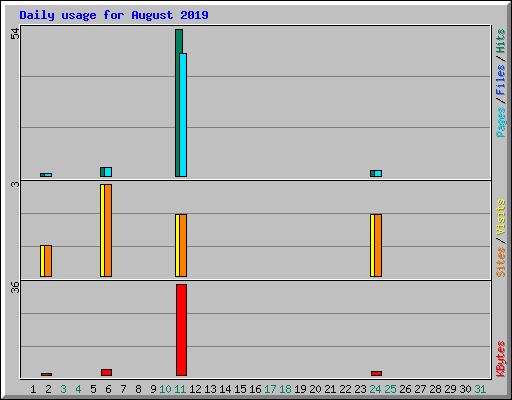 Daily usage for August 2019
54
Pages / Files / Hits
3
Sites / Visits
36
KBytes
1 2 3 4 5 6 7 8 9 10 11 12 13 14 15 16 17 18 19 20 21 22 23 24 25 26 27 28 29 30 31